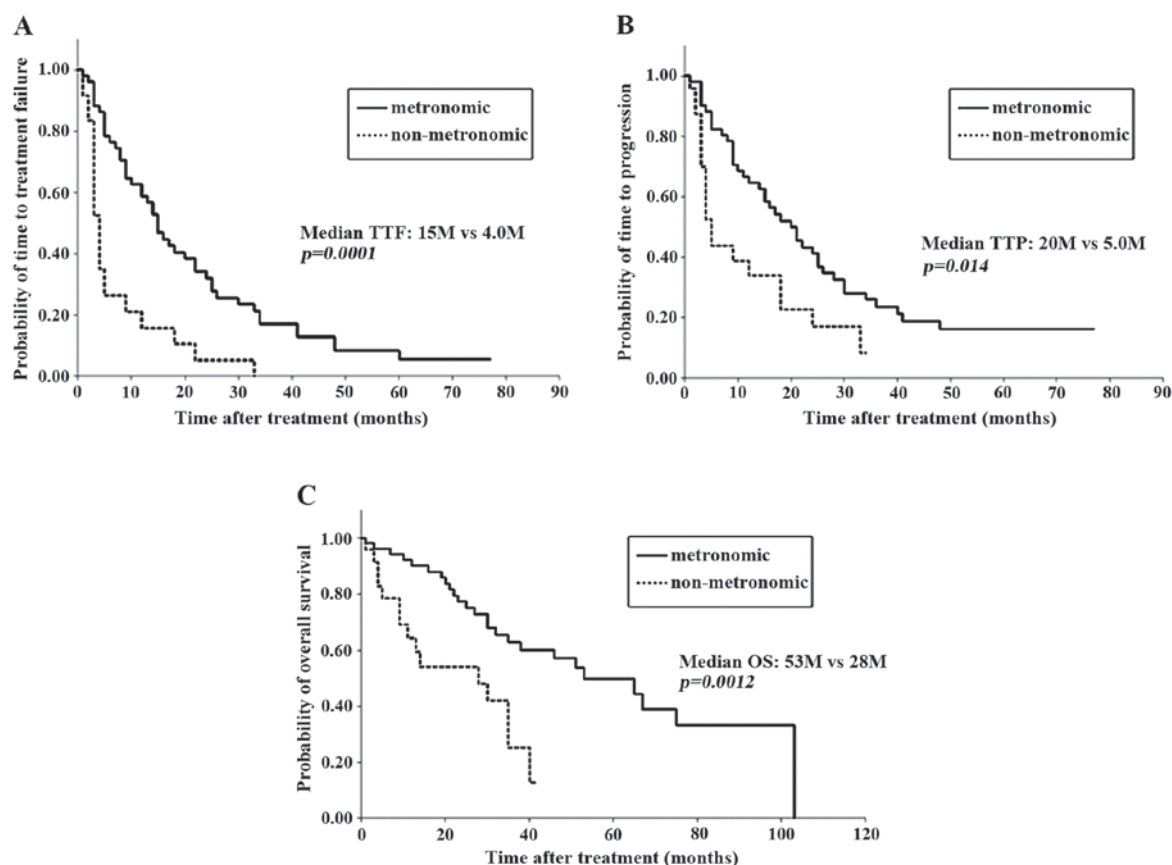 A
Probability of time to treatment failure
1.00
0.80
0.60
0.40
0.20
0.00
metronomic
non-metronomic
Median TTF: 15M vs 4.0M
p=0.0001
0 10 20 30 40 50 60 70 80 90
Time after treatment (months)
B
Probability of time to progression
1.00
0.80
0.60
0.40
0.20
0.00
metronomic
non-metronomic
Median TTP: 20M vs 5.0M
p=0.014
0 10 20 30 40 50 60 70 80 90
Time after treatment (months)
C
Probability of overall survival
1.00
0.80
0.60
0.40
0.20
0.00
metronomic
non-metronomic
Median OS: 53M vs 28M
p=0.0012
0 20 40 60 80 100 120
Time after treatment (months)